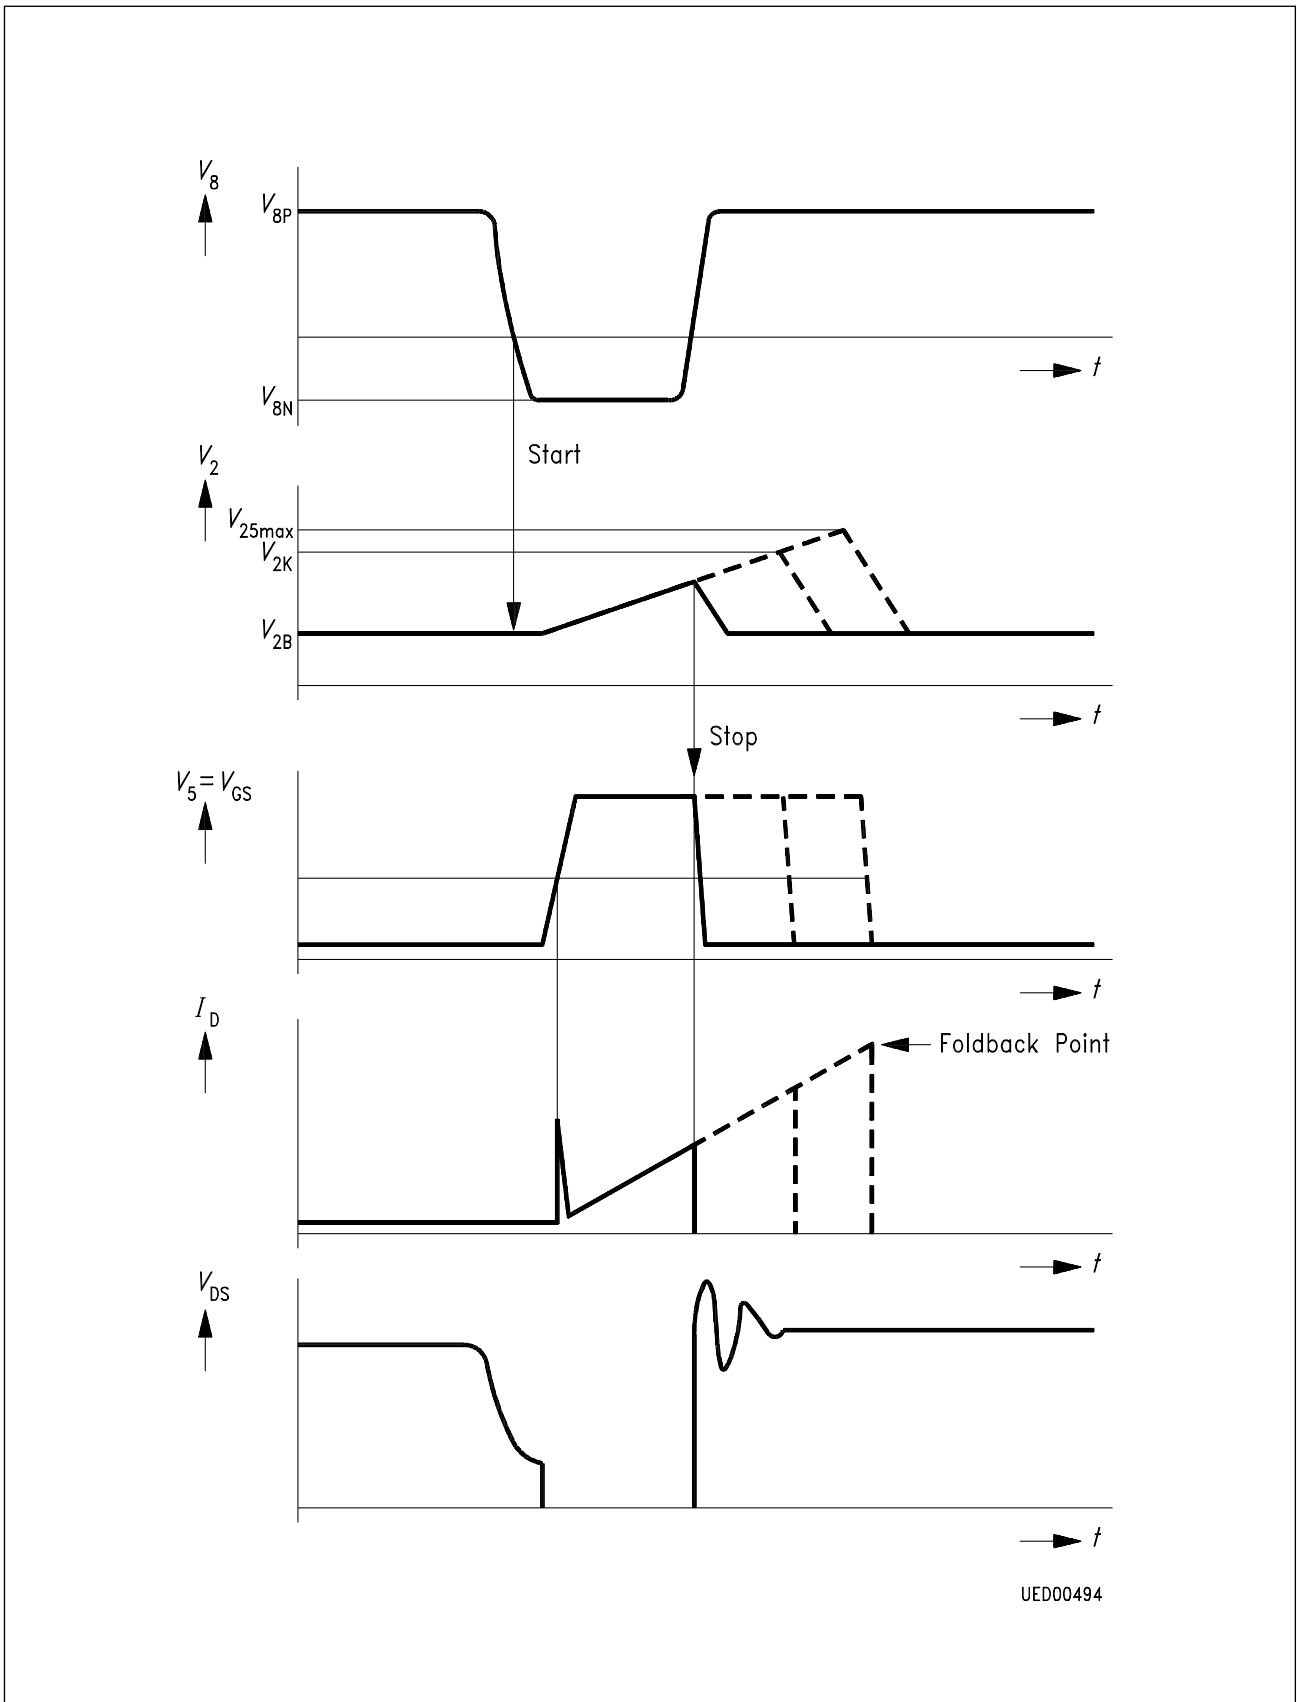 V8
V8P
t
V8N
Start
V2
V25max
V2K
V2B
t
Stop
V5=VGS
t
ID
Foldback Point
t
VDS
t
UED00494